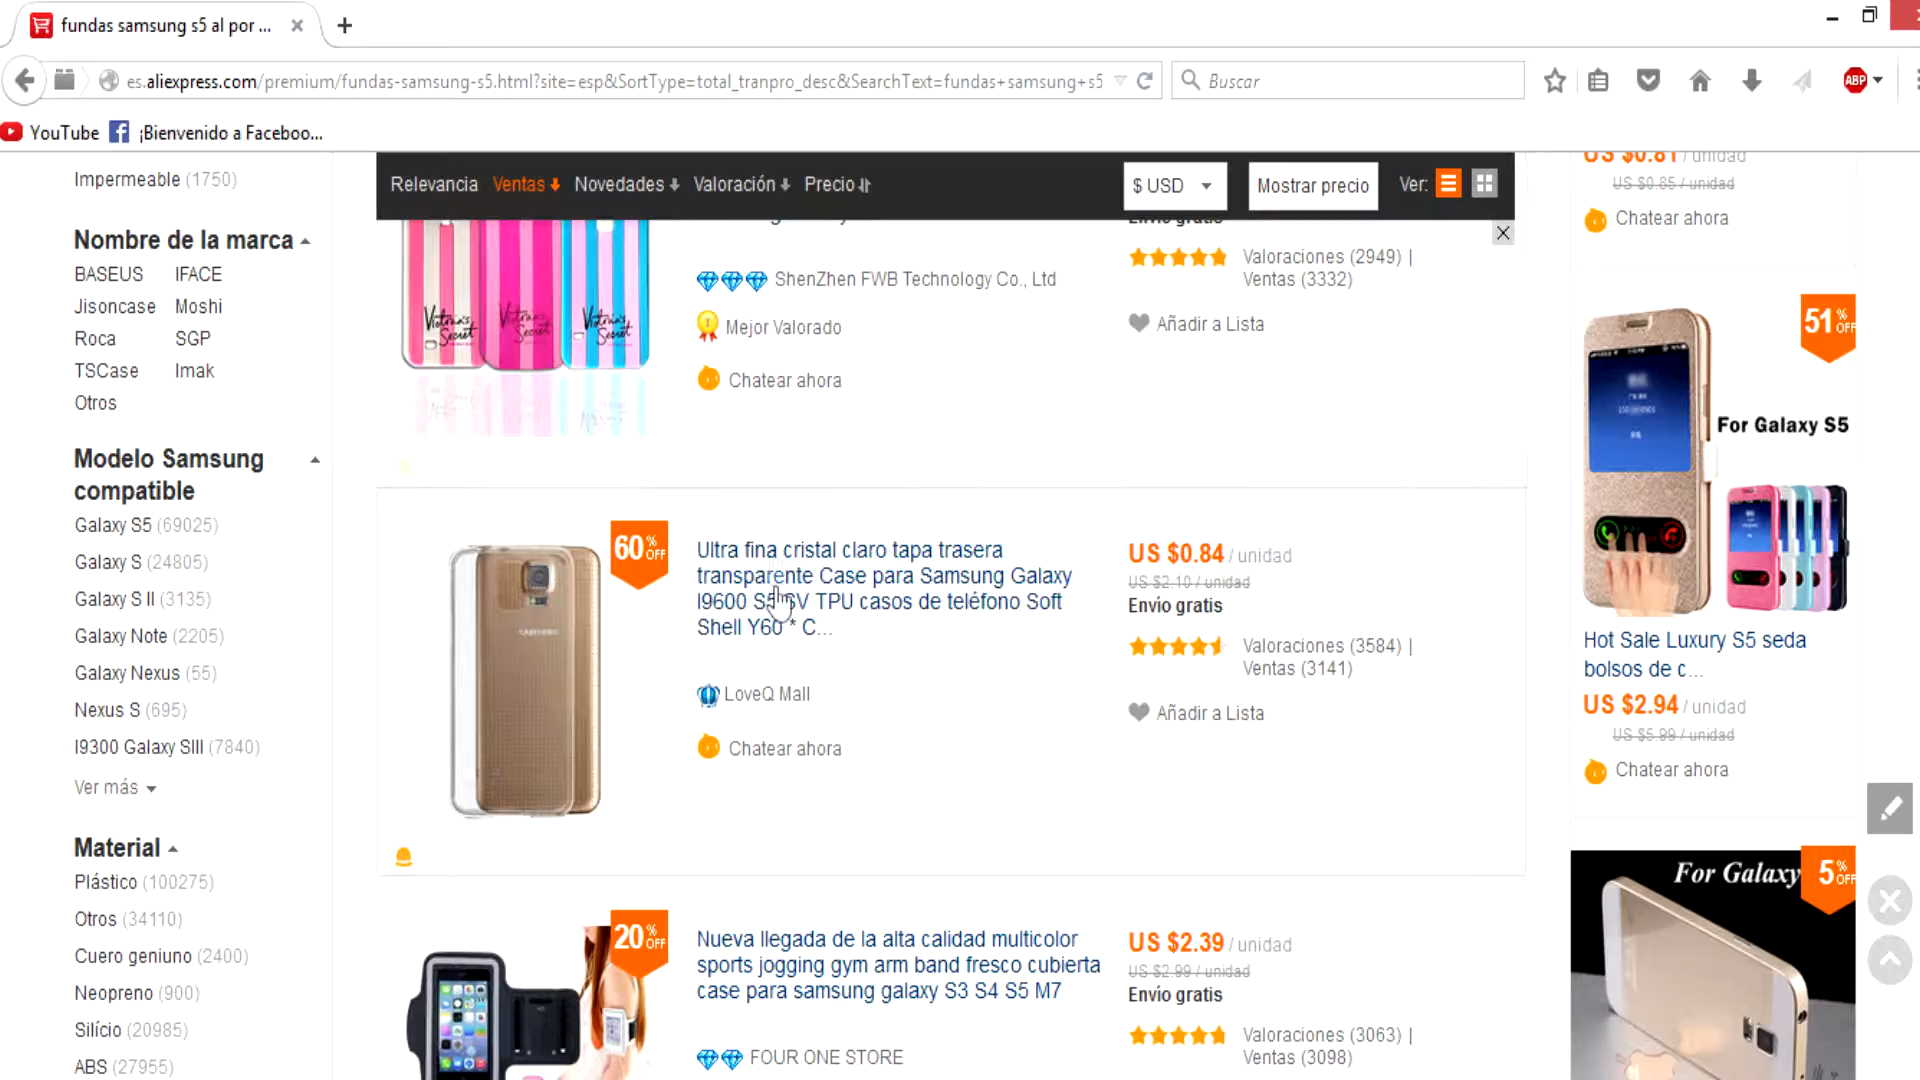 fundas samsung s5 al por ...
es.aliexpress.com/premium/fundas-samsung-s5.html?site=esp&SortType=total_tranpro_desc&SearchText=fundas+samsung+s5
Buscar
ABP
YouTube
¡Bienvenido a Faceboo...
Impermeable (1750)
Nombre de la marca
BASEUS IFACE
Jisoncase Moshi
Roca SGP
TSCase Imak
Otros
Modelo Samsung
compatible
Galaxy S5 (69025)
Galaxy S (24805)
Galaxy S II (3135)
Galaxy Note (2205)
Galaxy Nexus (55)
Nexus S (695)
I9300 Galaxy SIII (7840)
Ver más
Material
Plástico (100275)
Otros (34110)
Cuero geniuno (2400)
Neopreno (900)
Silício (20985)
ABS (27955)
Relevancia Ventas Novedades Valoración Precio
$ USD
Mostrar precio
Ver:
Victoria's Secret
Victoria's Secret
Victoria's Secret
ShenZhen FWB Technology Co., Ltd
Mejor Valorado
Chatear ahora
Envío gratis
Valoraciones (2949) |
Ventas (3332)
Añadir a Lista
60% OFF
SAMSUNG
Ultra fina cristal claro tapa trasera
transparente Case para Samsung Galaxy
I9600 S5 SV TPU casos de teléfono Soft
Shell Y60 * C...
LoveQ Mall
Chatear ahora
US $0.84 / unidad
US $2.10 / unidad
Envío gratis
Valoraciones (3584) |
Ventas (3141)
Añadir a Lista
20% OFF
Nueva llegada de la alta calidad multicolor
sports jogging gym arm band fresco cubierta
case para samsung galaxy S3 S4 S5 M7
FOUR ONE STORE
US $2.39 / unidad
US $2.99 / unidad
Envío gratis
Valoraciones (3063) |
Ventas (3098)
US $0.81 / unidad
US $0.85 / unidad
Chatear ahora
51% OFF
For Galaxy S5
Hot Sale Luxury S5 seda
bolsos de c...
US $2.94 / unidad
US $5.99 / unidad
Chatear ahora
For Galaxy
5% OFF